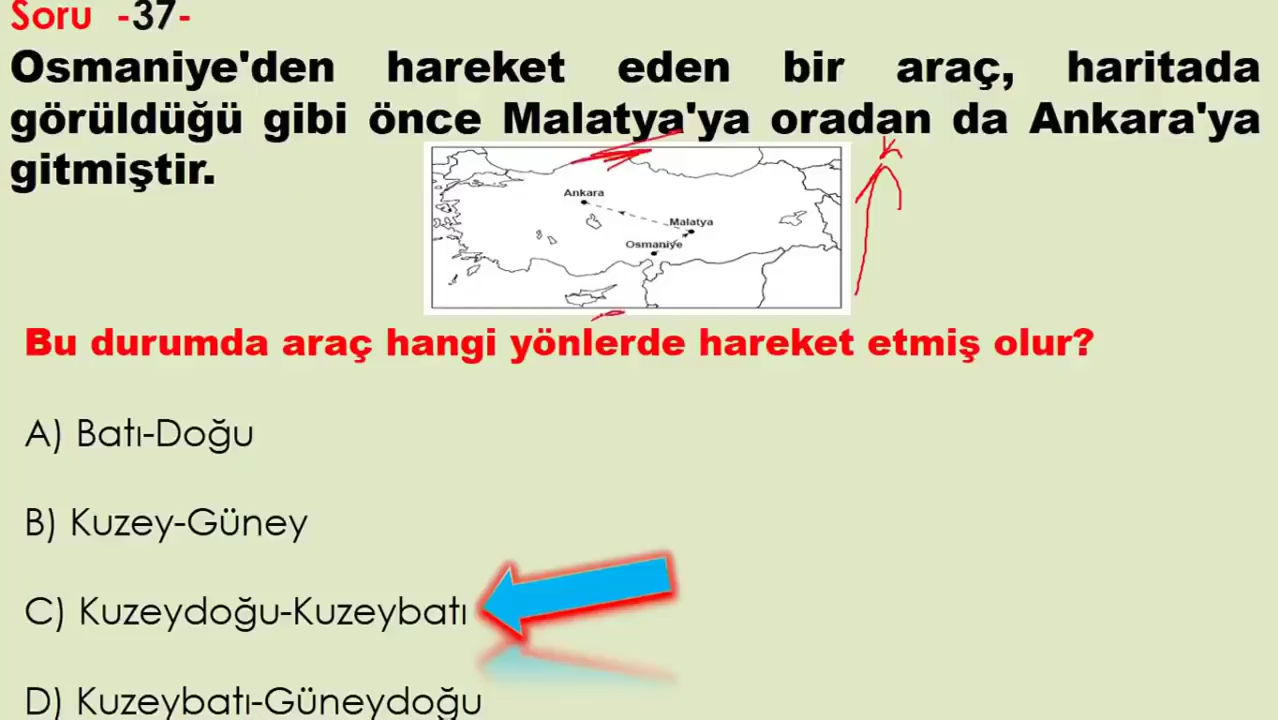 Soru -37-
Osmaniye'den hareket eden bir araç, haritada
görüldüğü gibi önce Malatya'ya oradan da Ankara'ya
gitmiştir.
Ankara
Malatya
Osmaniye
Bu durumda araç hangi yönlerde hareket etmiş olur?
A) Batı-Doğu
B) Kuzey-Güney
C) Kuzeydoğu-Kuzeybatı
D) Kuzeybatı-Güneydoğu